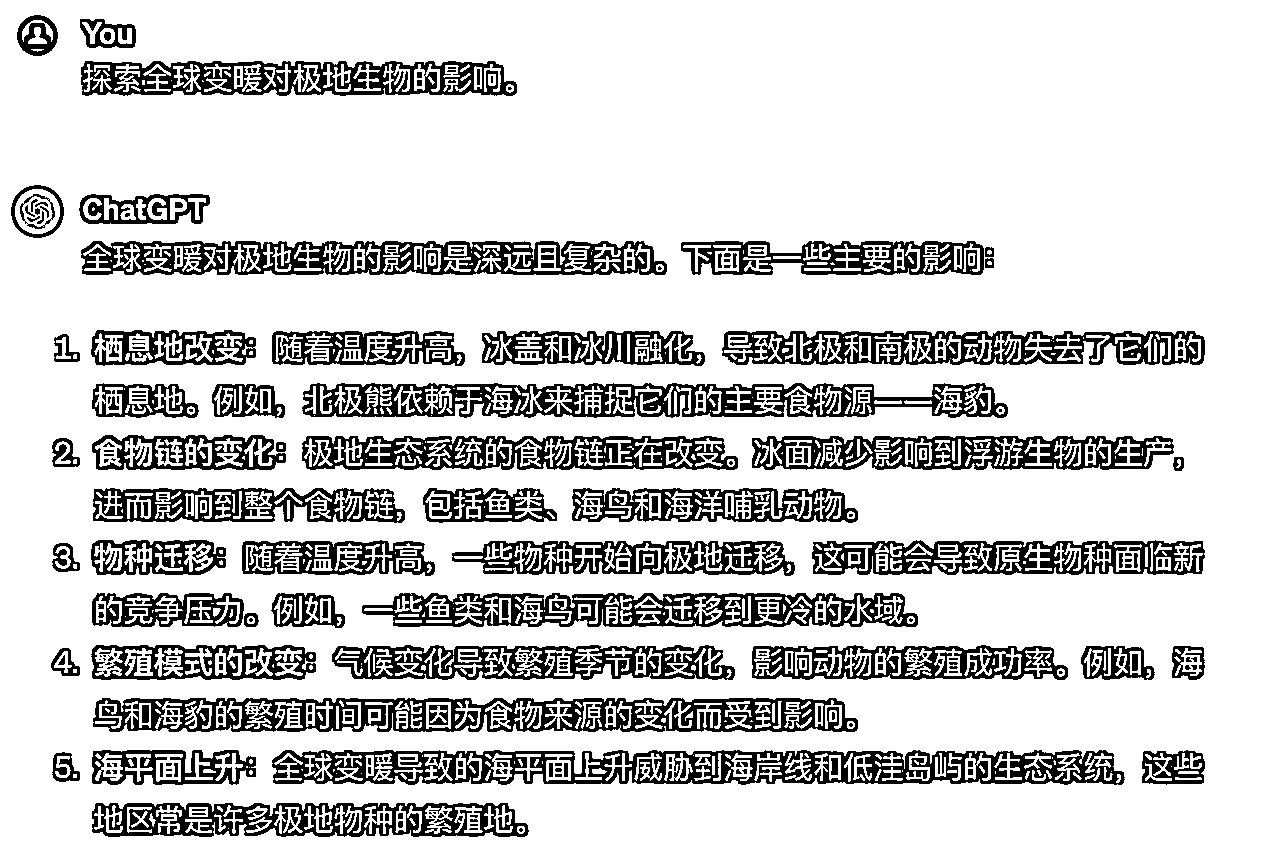 You
探索全球变暖对极地生物的影响。
ChatGPT
全球变暖对极地生物的影响是深远且复杂的。下面是一些主要的影响：
1. 栖息地改变：随着温度升高，冰盖和冰川融化，导致北极和南极的动物失去了它们的
栖息地。例如，北极熊依赖于海冰来捕捉它们的主要食物源——海豹。
2. 食物链的变化：极地生态系统的食物链正在改变。冰面减少影响到浮游生物的生产，
进而影响到整个食物链，包括鱼类、海鸟和海洋哺乳动物。
3. 物种迁移：随着温度升高，一些物种开始向极地迁移，这可能会导致原生物种面临新
的竞争压力。例如，一些鱼类和海鸟可能会迁移到更冷的水域。
4. 繁殖模式的改变：气候变化导致繁殖季节的变化，影响动物的繁殖成功率。例如，海
鸟和海豹的繁殖时间可能因为食物来源的变化而受到影响。
5. 海平面上升：全球变暖导致的海平面上升威胁到海岸线和低洼岛屿的生态系统，这些
地区常是许多极地物种的繁殖地。